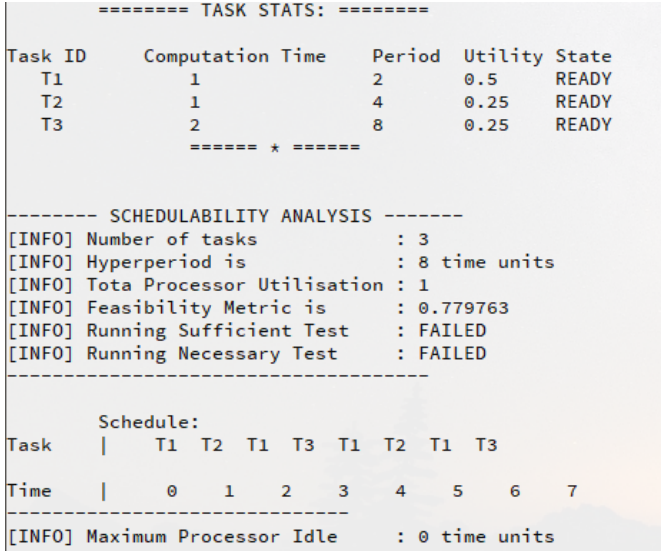 ======== TASK STATS: ========
Task ID Computation Time Period Utility State
T1 1 2 0.5 READY
T2 1 4 0.25 READY
T3 2 8 0.25 READY
====== * ======
-------- SCHEDULABILITY ANALYSIS -------
[INFO] Number of tasks : 3
[INFO] Hyperperiod is : 8 time units
[INFO] Tota Processor Utilisation : 1
[INFO] Feasibility Metric is : 0.779763
[INFO] Running Sufficient Test : FAILED
[INFO] Running Necessary Test : FAILED
-------------------------------------
Schedule:
Task | T1 T2 T1 T3 T1 T2 T1 T3
Time | 0 1 2 3 4 5 6 7
------------------------------
[INFO] Maximum Processor Idle : 0 time units